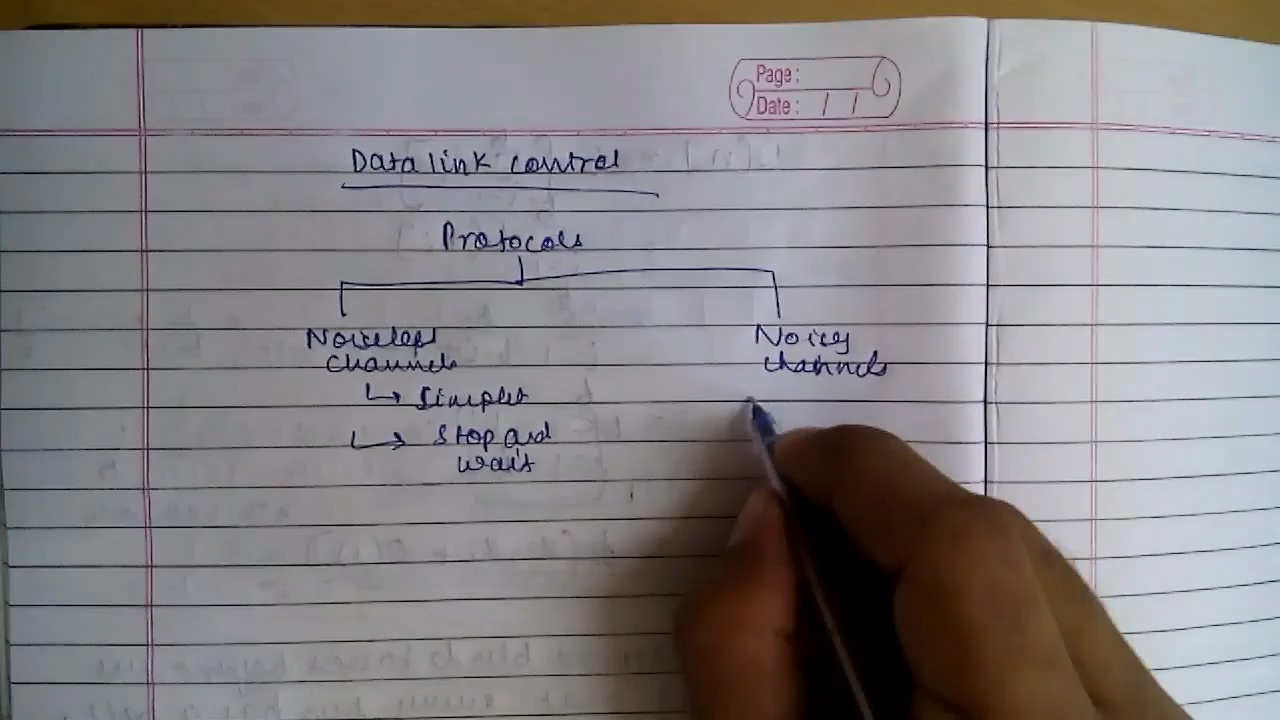 Page:
Date: / /
Data link control
Protocols
Noiseless
channels
Noisy
channels
↳ Simplest
↳ Stop and
wait